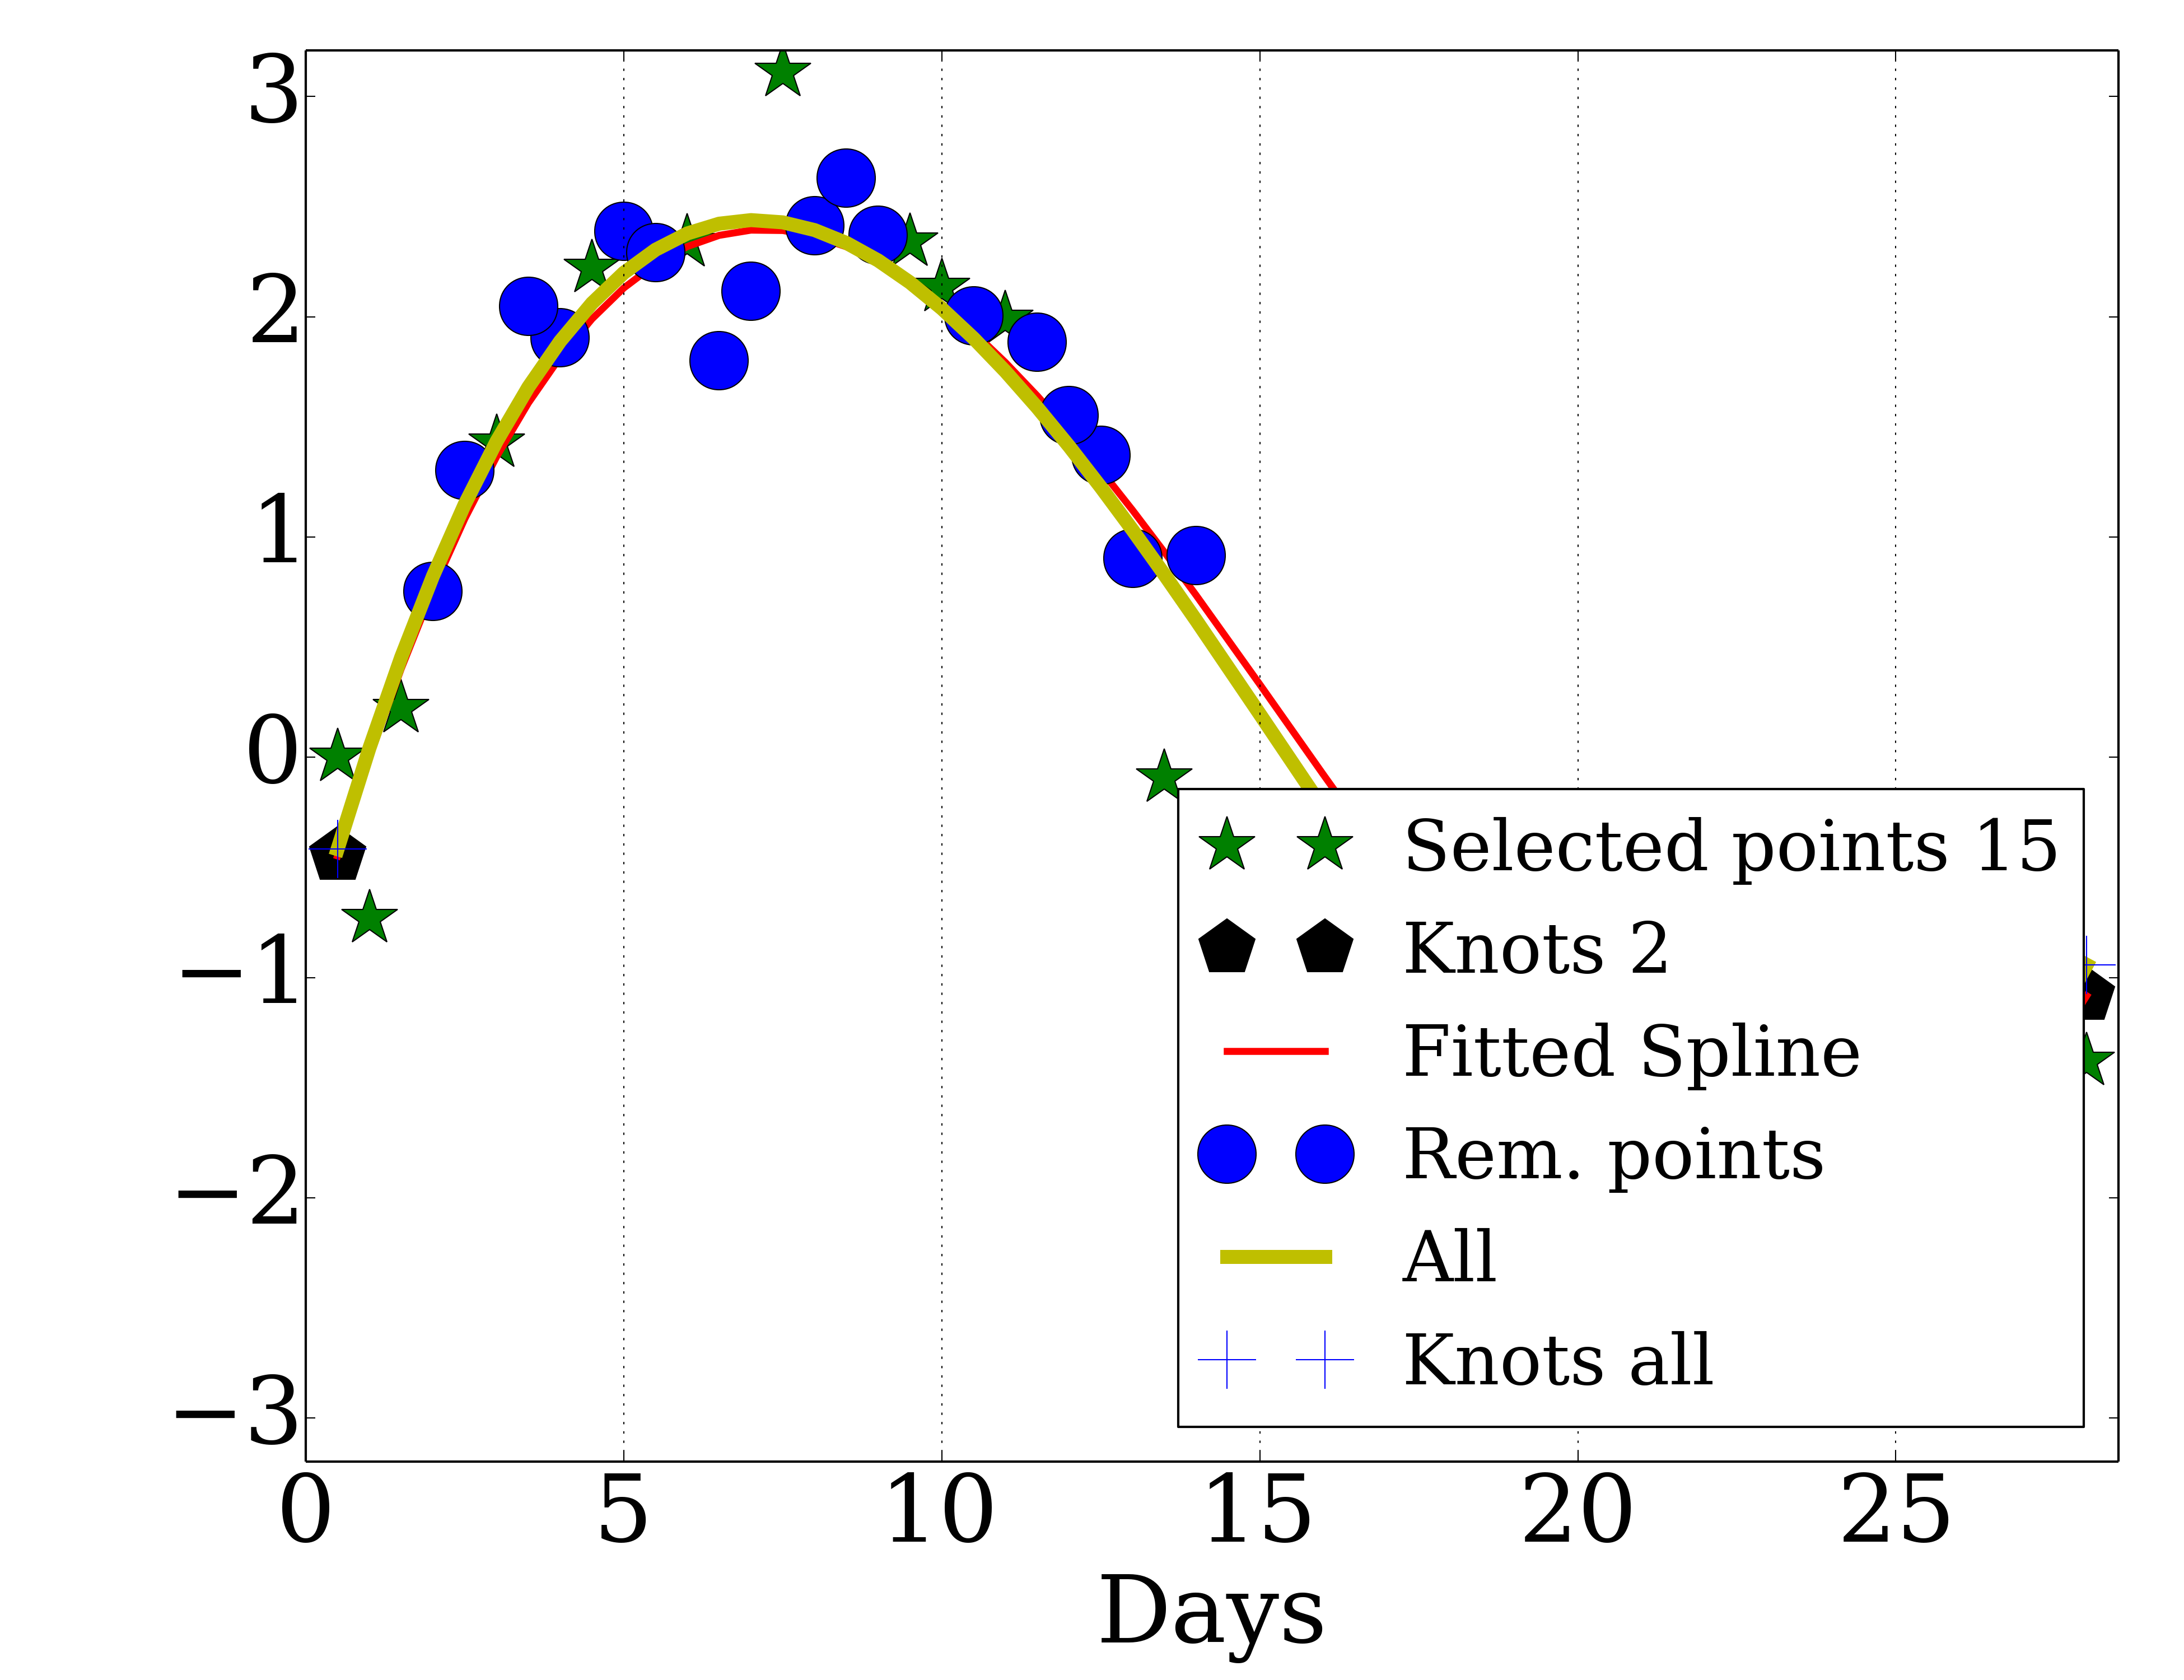 3
2
1
0
−1
−2
−3
Selected points 15
Knots 2
Fitted Spline
Rem. points
All
Knots all
0 5 10 15 20 25
Days